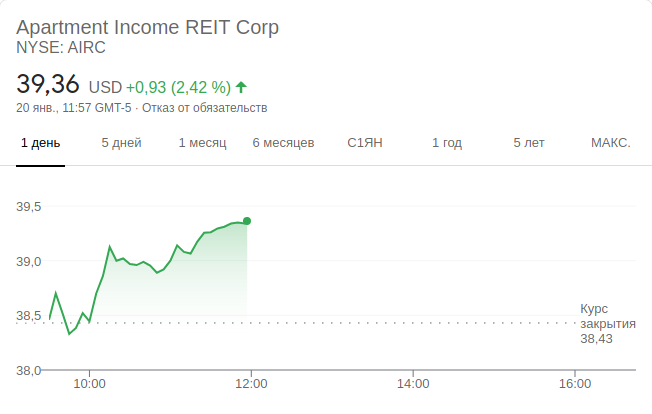 Apartment Income REIT Corp
NYSE: AIRC
39,36 USD +0,93 (2,42 %)
20 янв., 11:57 GMT-5 · Отказ от обязательств
1 день 5 дней 1 месяц 6 месяцев С1ЯН 1 год 5 лет МАКС.
39,5
39,0
38,5
Курс
закрытия
38,43
38,0
10:00 12:00 14:00 16:00